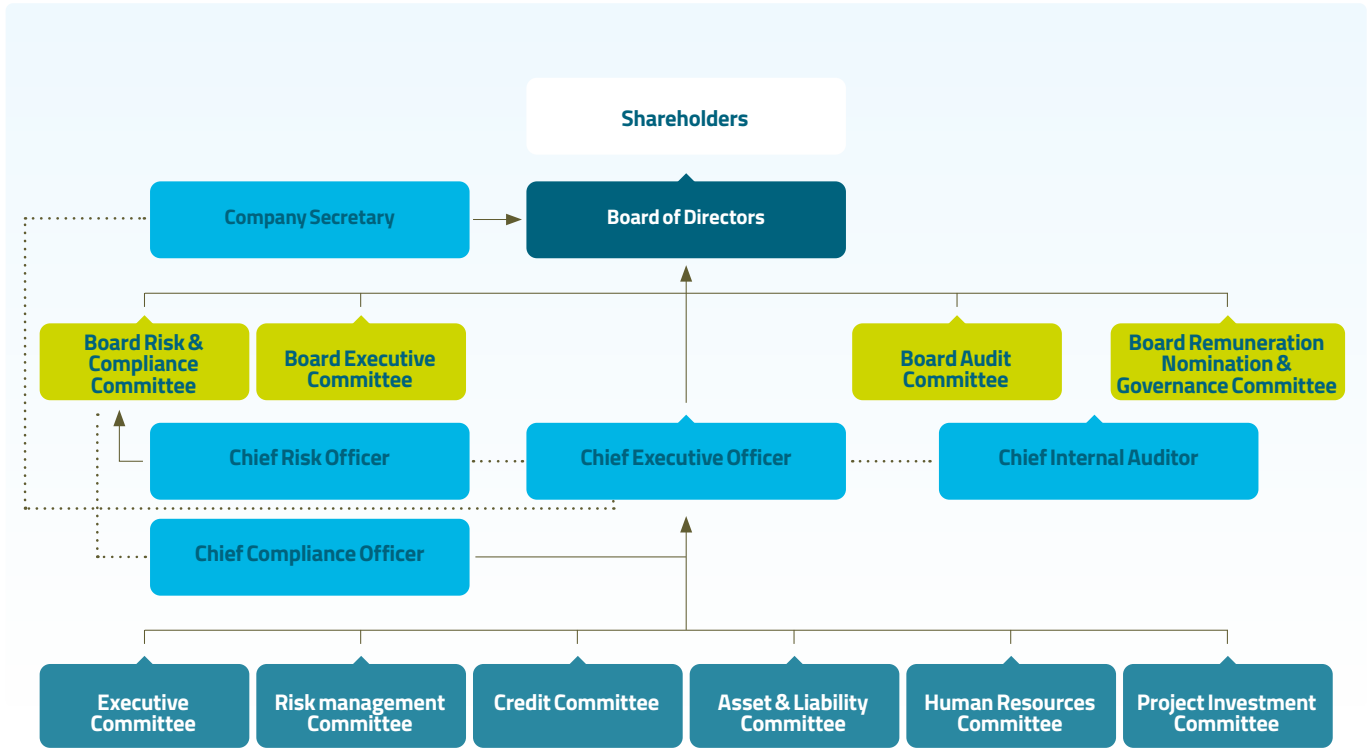 Shareholders
Company Secretary
Board of Directors
Board Risk &
Compliance
Committee
Board Executive
Committee
Board Audit
Committee
Board Remuneration
Nomination &
Governance Committee
Chief Risk Officer
Chief Executive Officer
Chief Internal Auditor
Chief Compliance Officer
Executive
Committee
Risk management
Committee
Credit Committee
Asset & Liability
Committee
Human Resources
Committee
Project Investment
Committee